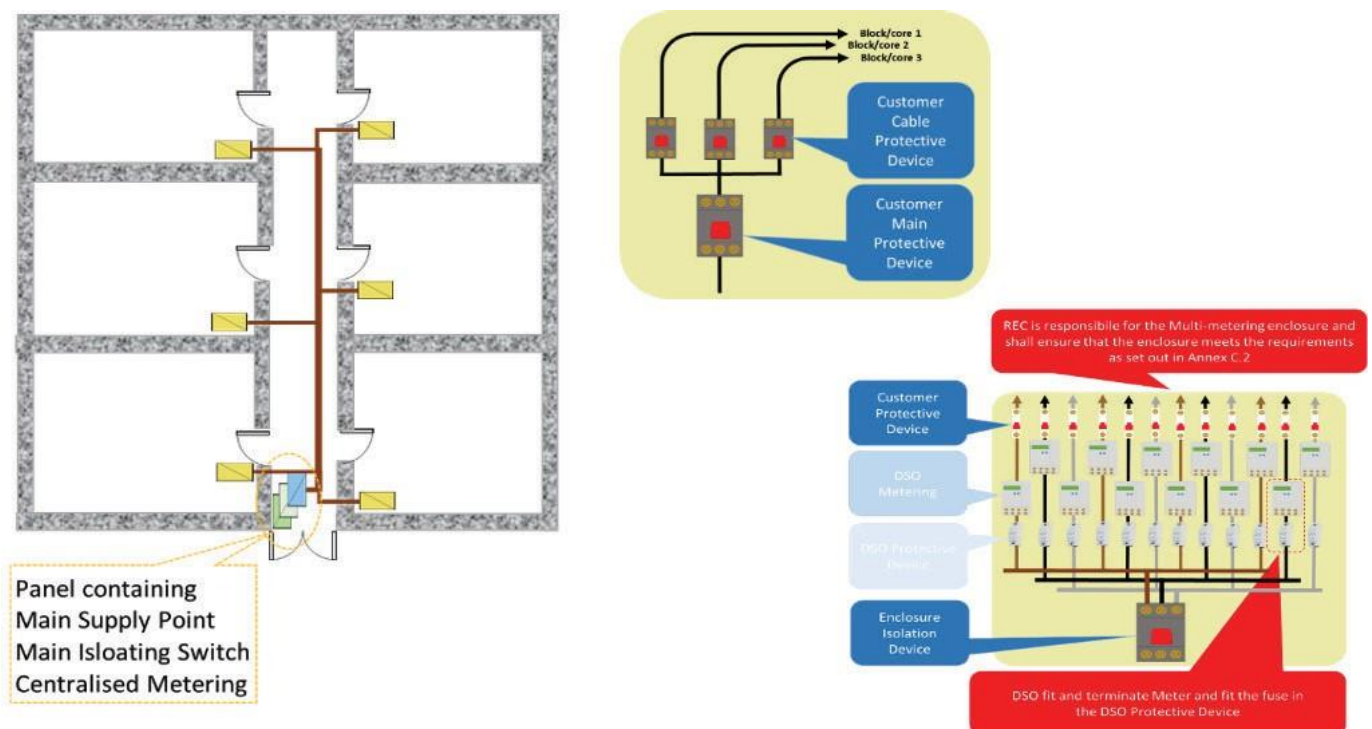 Block/core 1
Block/core 2
Block/core 3
Customer
Cable
Protective
Device
Customer
Main
Protective
Device
REC is responsibile for the Multi-metering enclosure and
shall ensure that the enclosure meets the requirements
as set out in Annex C.2
Customer
Protective
Device
DSO
Metering
DSO Protective
Device
Enclosure
Isolation
Device
DSO fit and terminate Meter and fit the fuse in
the DSO Protective Device
Panel containing
Main Supply Point
Main Isloating Switch
Centralised Metering